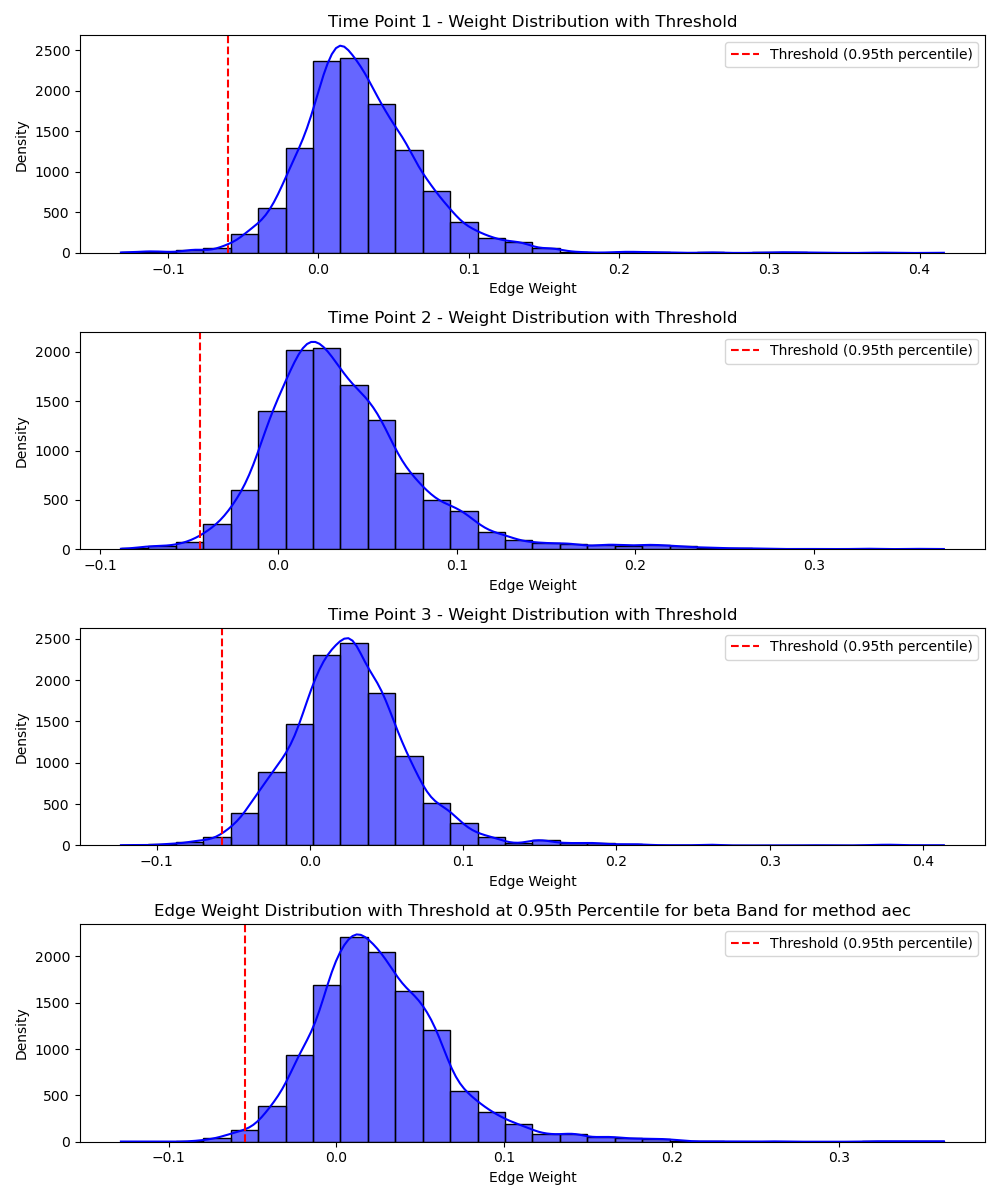 Time Point 1 - Weight Distribution with Threshold
Threshold (0.95th percentile)
Density
2500
2000
1500
1000
500
0
−0.1 0.0 0.1 0.2 0.3 0.4
Edge Weight
Time Point 2 - Weight Distribution with Threshold
Threshold (0.95th percentile)
Density
2000
1500
1000
500
0
−0.1 0.0 0.1 0.2 0.3
Edge Weight
Time Point 3 - Weight Distribution with Threshold
Threshold (0.95th percentile)
Density
2500
2000
1500
1000
500
0
−0.1 0.0 0.1 0.2 0.3 0.4
Edge Weight
Edge Weight Distribution with Threshold at 0.95th Percentile for beta Band for method aec
Threshold (0.95th percentile)
Density
2000
1500
1000
500
0
−0.1 0.0 0.1 0.2 0.3
Edge Weight